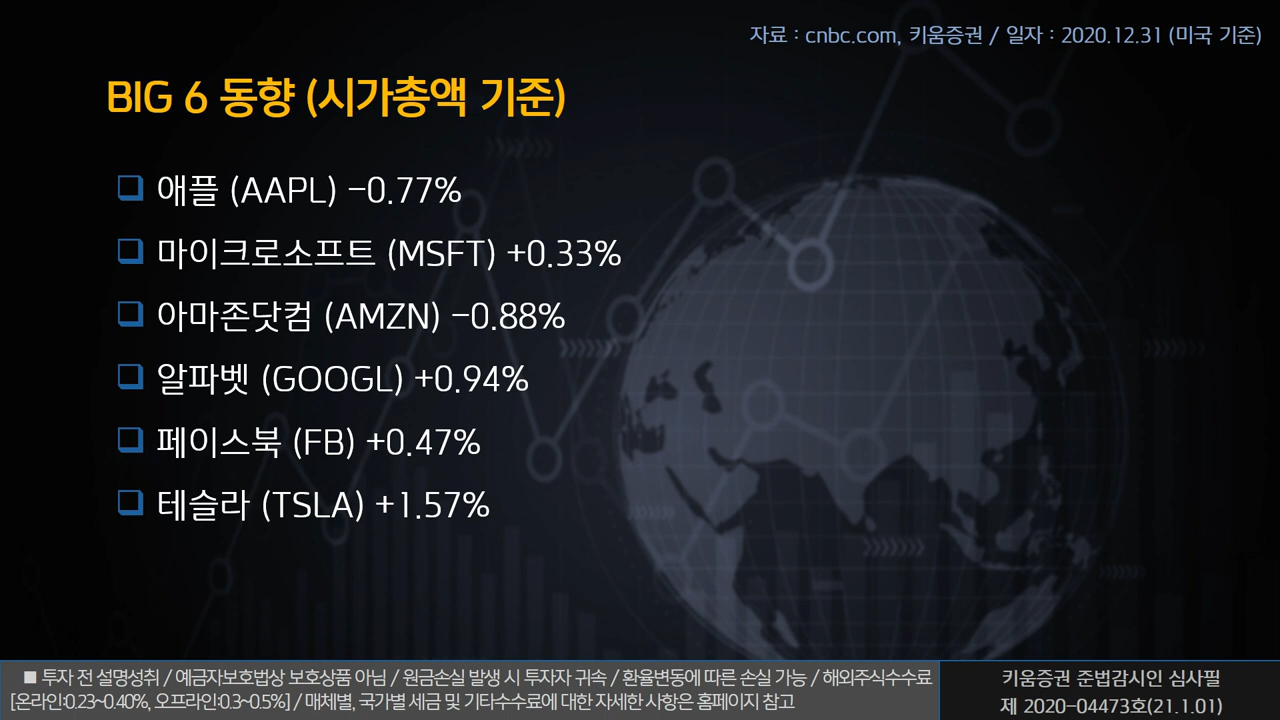 자료 : cnbc.com, 키움증권 / 일자 : 2020.12.31 (미국 기준)
BIG 6 동향 (시가총액 기준)
❑ 애플 (AAPL) -0.77%
❑ 마이크로소프트 (MSFT) +0.33%
❑ 아마존닷컴 (AMZN) -0.88%
❑ 알파벳 (GOOGL) +0.94%
❑ 페이스북 (FB) +0.47%
❑ 테슬라 (TSLA) +1.57%
■ 투자 전 설명성취 / 예금자보호법상 보호상품 아님 / 원금손실 발생 시 투자자 귀속 / 환율변동에 따른 손실 가능 / 해외주식수수료
[온라인:0.23~0.40%, 오프라인:0.3~0.5%] / 매체별, 국가별 세금 및 기타수수료에 대한 자세한 사항은 홈페이지 참고
키움증권 준법감시인 심사필
제 2020-04473호(21.1.01)